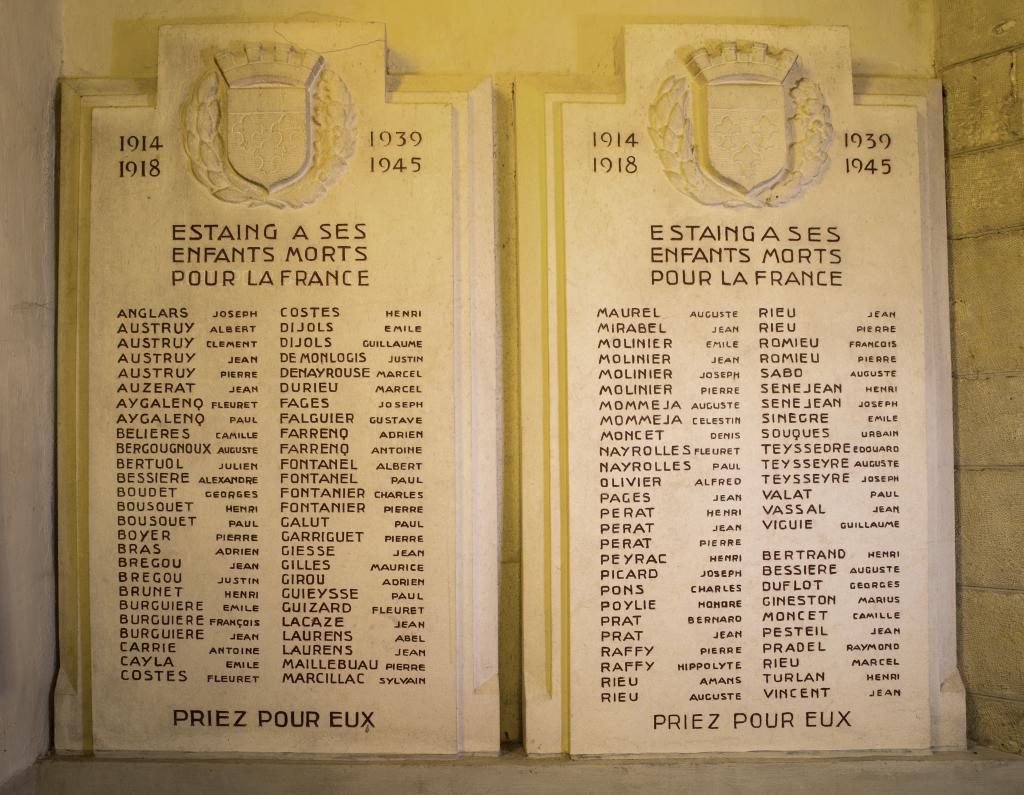 1914 1939
1918 1945
ESTAING A SES
ENFANTS MORTS
POUR LA FRANCE
ANGLARS JOSEPH
AUSTRUY ALBERT
AUSTRUY CLEMENT
AUSTRUY JEAN
AUSTRUY PIERRE
AUZERAT JEAN
AYGALENQ FLEURET
AYGALENQ PAUL
BELIERES CAMILLE
BERGOUGNOUX AUGUSTE
BERTUOL JULIEN
BESSIERE ALEXANDRE
BOUDET GEORGES
BOUSQUET HENRI
BOUSQUET PAUL
BOYER PIERRE
BRAS ADRIEN
BREGOU JEAN
BREGOU JUSTIN
BRUNET HENRI
BURGUIERE EMILE
BURGUIERE FRANÇOIS
BURGUIERE JEAN
CARRIE ANTOINE
CAYLA EMILE
COSTES FLEURET
COSTES HENRI
DIJOLS EMILE
DIJOLS GUILLAUME
DE MONLOGIS JUSTIN
DENAYROUSE MARCEL
DURIEU MARCEL
FAGES JOSEPH
FALGUIER GUSTAVE
FARRENQ ADRIEN
FARRENQ ANTOINE
FONTANEL ALBERT
FONTANEL PAUL
FONTANIER CHARLES
FONTANIER PIERRE
GALUT PAUL
GARRIGUET PIERRE
GIESSE JEAN
GILLES MAURICE
GIROU ADRIEN
GUIEYSSE PAUL
GUIZARD FLEURET
LACAZE JEAN
LAURENS ABEL
LAURENS JEAN
MAILLEBUAU PIERRE
MARCILLAC SYLVAIN
PRIEZ POUR EUX
1914 1939
1918 1945
ESTAING A SES
ENFANTS MORTS
POUR LA FRANCE
MAUREL AUGUSTE
MIRABEL JEAN
MOLINIER EMILE
MOLINIER JEAN
MOLINIER JOSEPH
MOLINIER PIERRE
MOMMEJA AUGUSTE
MOMMEJA CELESTIN
MONCET DENIS
NAYROLLES FLEURET
NAYROLLES PAUL
OLIVIER ALFRED
PAGES JEAN
PERAT HENRI
PERAT JEAN
PERAT PIERRE
PEYRAC HENRI
PICARD JOSEPH
PONS CHARLES
POYLIE HONORE
PRAT BERNARD
PRAT JEAN
RAFFY PIERRE
RAFFY HIPPOLYTE
RIEU AMANS
RIEU AUGUSTE
RIEU JEAN
RIEU PIERRE
ROMIEU FRANCOIS
ROMIEU PIERRE
SABO AUGUSTE
SENEJEAN HENRI
SENEJEAN JOSEPH
SINEGRE EMILE
SOUQUES URBAIN
TEYSSEDRE EDOUARD
TEYSSEYRE AUGUSTE
TEYSSEYRE JOSEPH
VALAT PAUL
VASSAL JEAN
VIGUIE GUILLAUME
BERTRAND HENRI
BESSIERE AUGUSTE
DUFLOT GEORGES
GINESTON MARIUS
MONCET CAMILLE
PESTEIL JEAN
PRADEL RAYMOND
RIEU MARCEL
TURLAN HENRI
VINCENT JEAN
PRIEZ POUR EUX